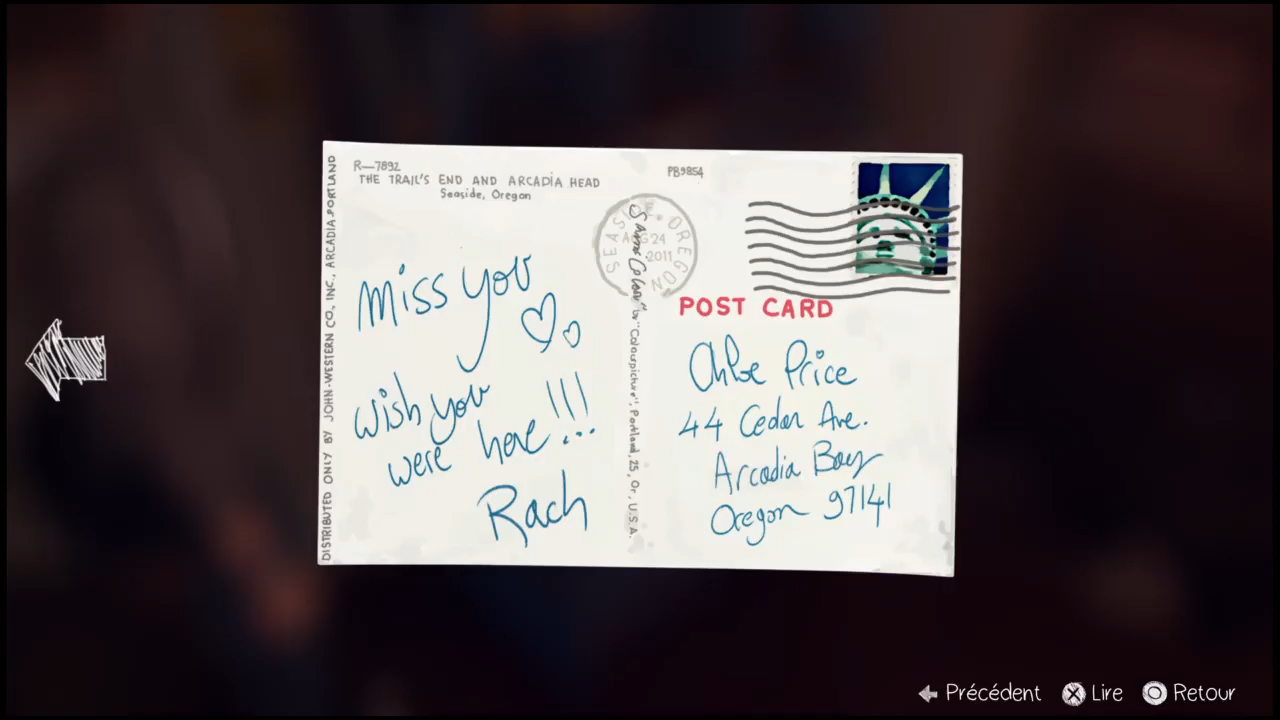 R-7892
THE TRAIL'S END AND ARCADIA HEAD
Seaside, Oregon
PB9854
SEASIDE, OREGON
AUG 24
2011
DISTRIBUTED ONLY BY JOHN-WESTERN CO., INC., ARCADIA, PORTLAND
"Colourpicture", Portland, 25, Or, U.S.A.
POST CARD
Miss you
wish you
were here!!!
Rach
Chloe Price
44 Cedar Ave.
Arcadia Bay
Oregon 97141
Précédent
Lire
Retour